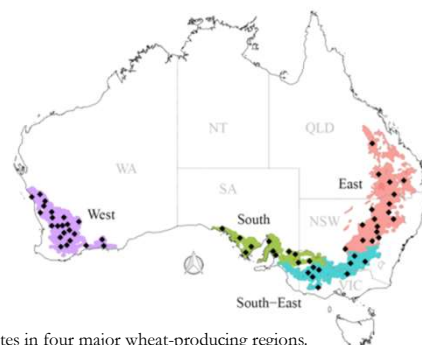 NT
QLD
WA
SA
East
West
South
NSW
VIC
South-East
tes in four major wheat-producing regions.